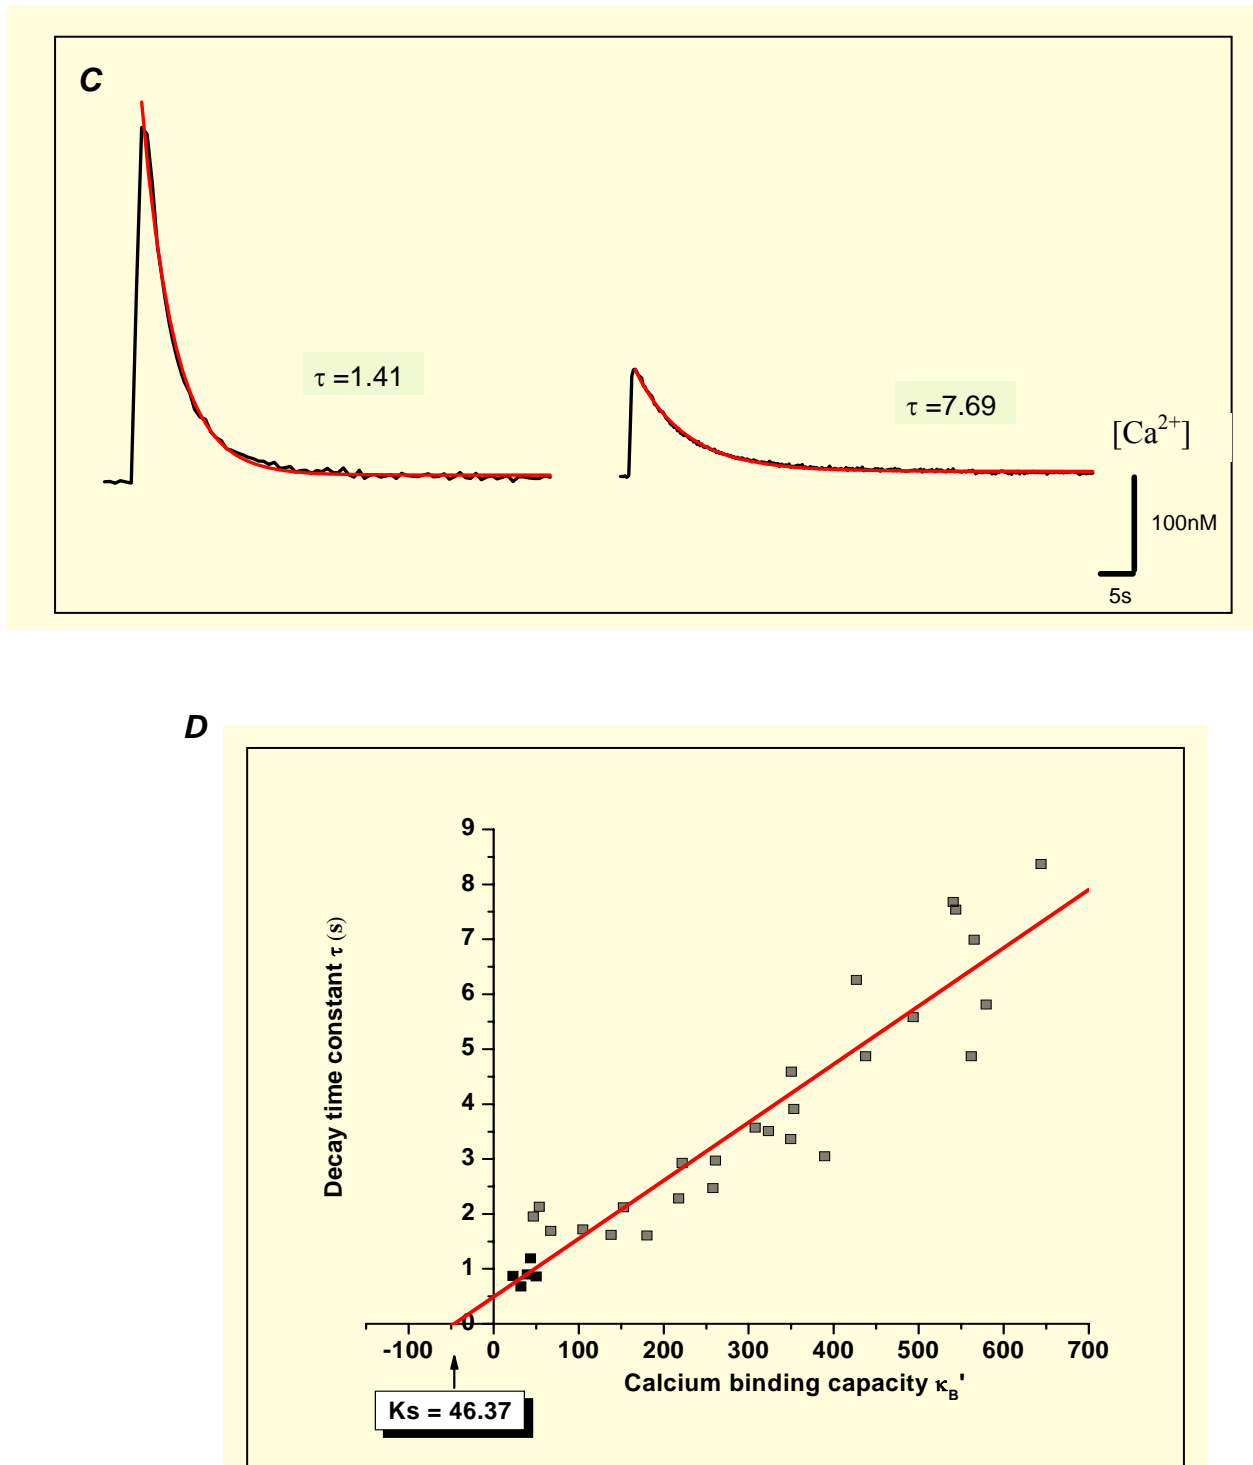 C
τ =1.41
τ =7.69
[Ca²⁺]
100nM
5s
D
9
8
7
6
5
4
3
2
1
0
Decay time constant τ (s)
-100 0 100 200 300 400 500 600 700
Calcium binding capacity κ_B'
Ks = 46.37